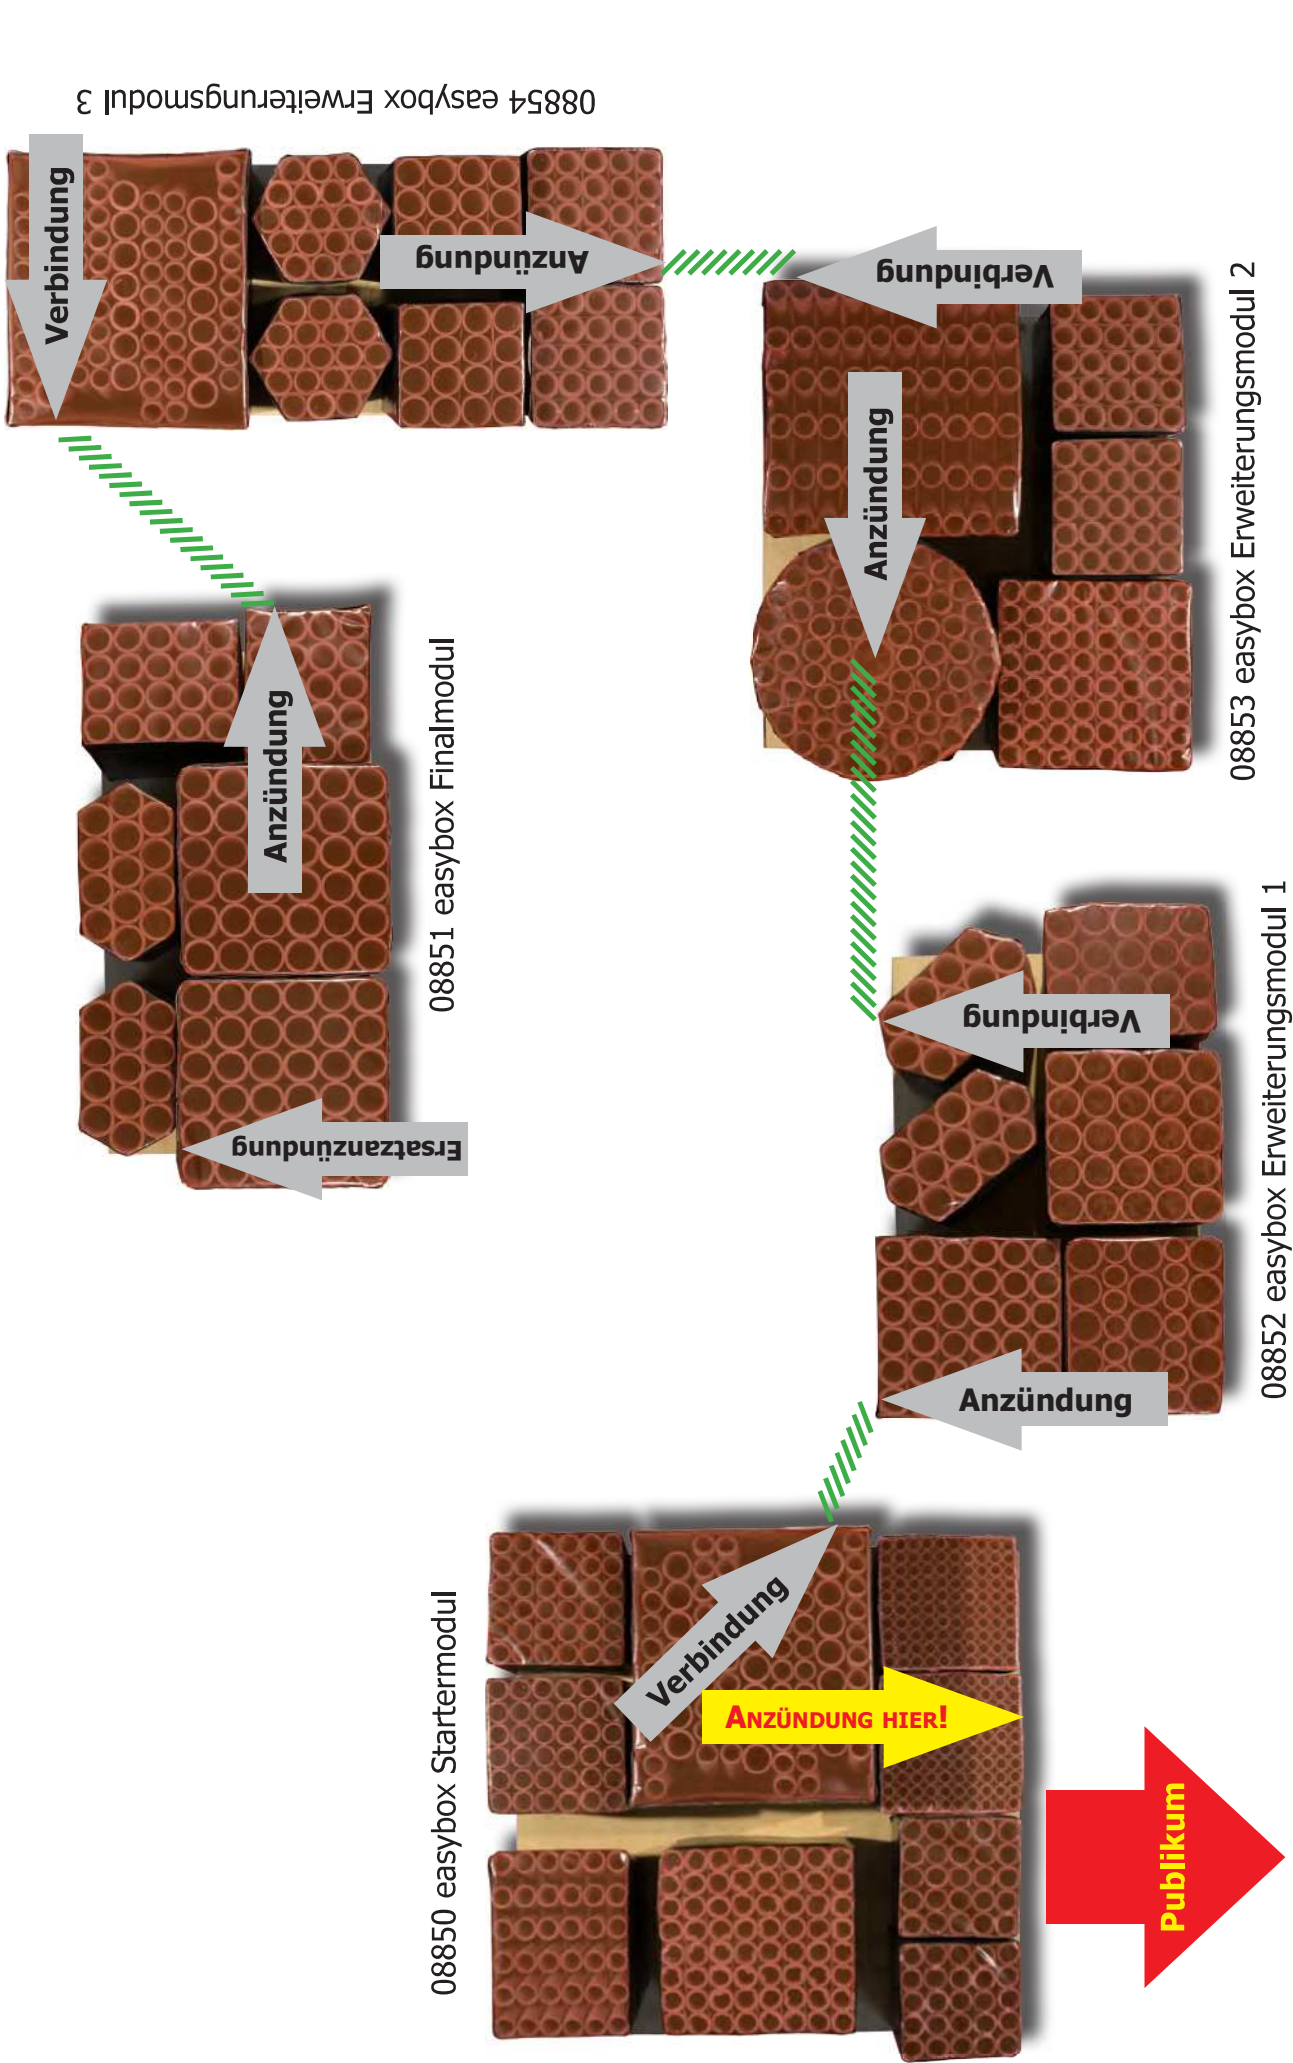 08854 easybox Erweiterungsmodul 3
Verbindung
Anzündung
Verbindung
Anzündung
08853 easybox Erweiterungsmodul 2
Anzündung
08851 easybox Finalmodul
Ersatzanzündung
Verbindung
Anzündung
08852 easybox Erweiterungsmodul 1
08850 easybox Startermodul
Verbindung
ANZÜNDUNG HIER!
Publikum